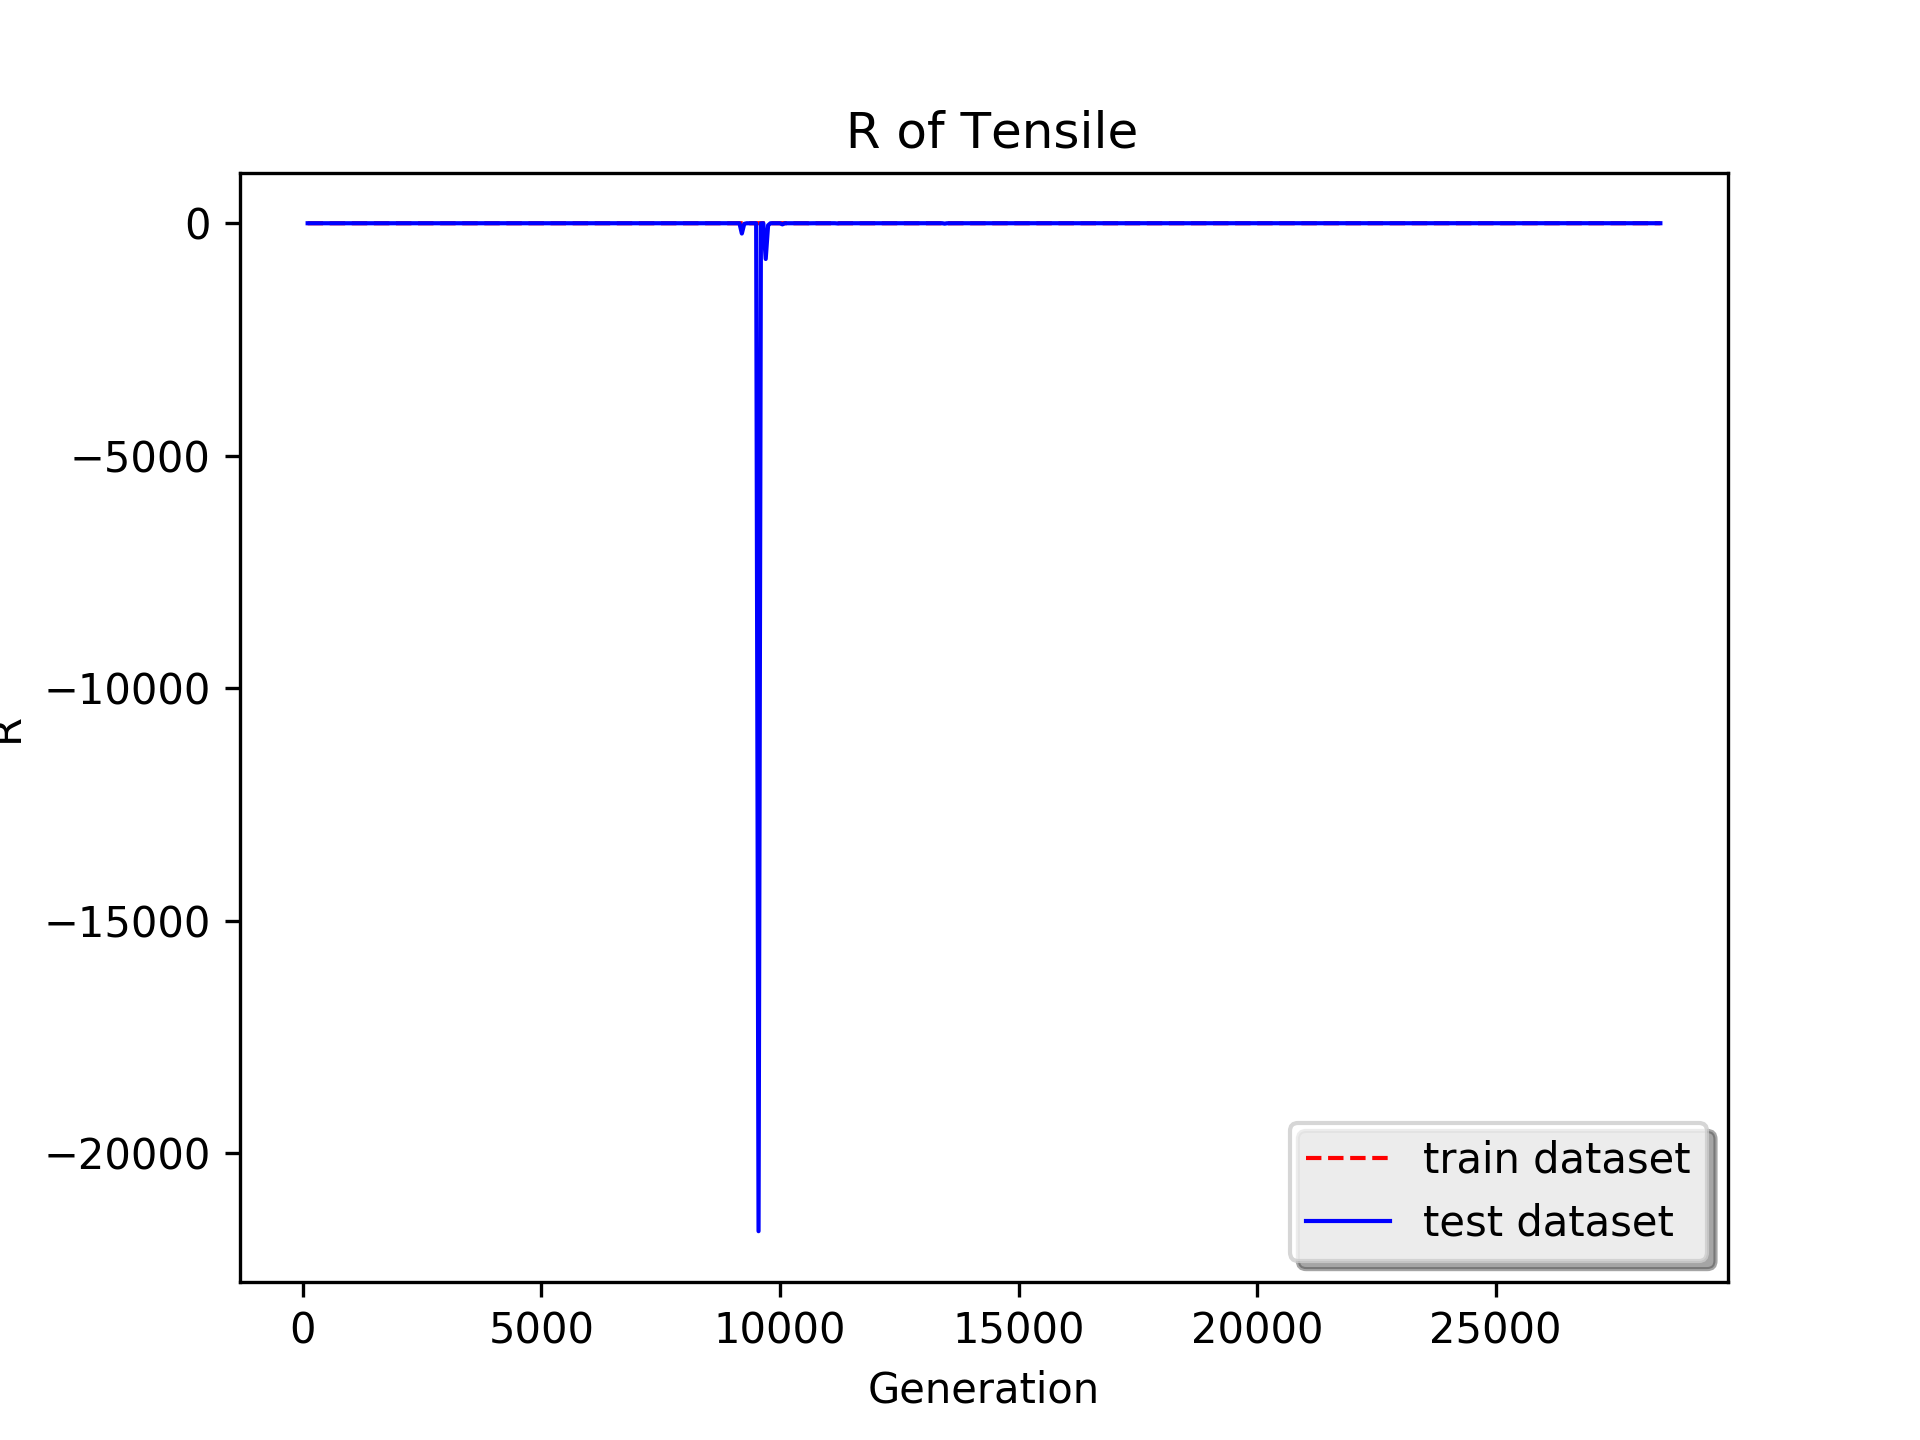 R of Tensile
0
−5000
−10000
−15000
−20000
R
train dataset
test dataset
0 5000 10000 15000 20000 25000
Generation